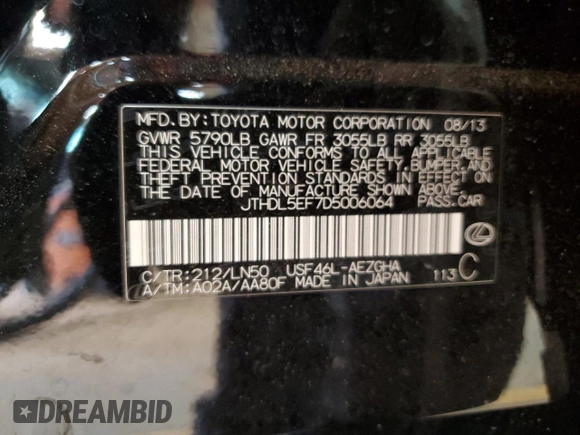 MFD. BY: TOYOTA MOTOR CORPORATION 08/13
GVWR 5790LB GAWR FR 3055LB RR 3055LB
THIS VEHICLE CONFORMS TO ALL APPLICABLE
FEDERAL MOTOR VEHICLE SAFETY, BUMPER, AND
THEFT PREVENTION STANDARDS IN EFFECT ON
THE DATE OF MANUFACTURE SHOWN ABOVE.
JTHDL5EF7D5006064 PASS. CAR
C/TR: 212/LN50 USF46L-AEZGHA
A/TM: A02A/AA80F MADE IN JAPAN 113 C
DREAMBID